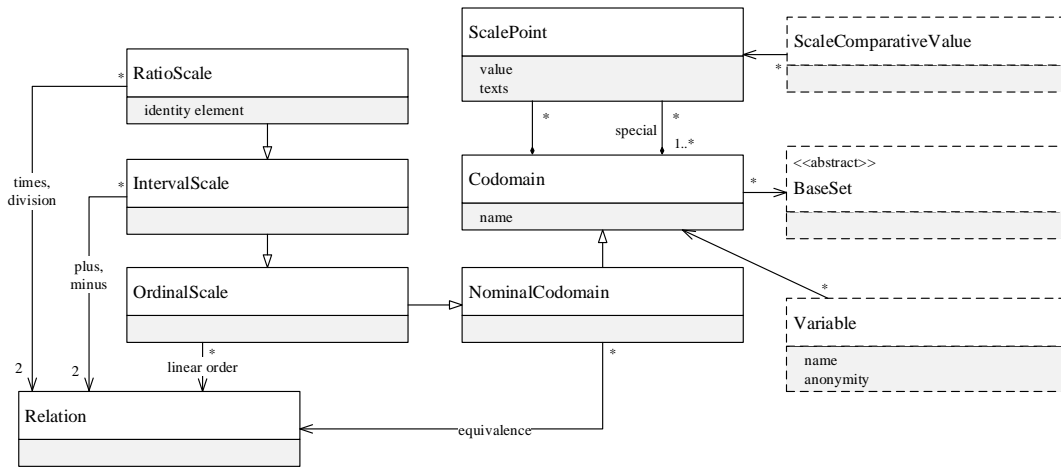 ScalePoint
value
texts
ScaleComparativeValue
*
RatioScale
identity element
*
*
*
special
1..*
times,
division
IntervalScale
*
Codomain
name
*
<<abstract>>
BaseSet
plus,
minus
OrdinalScale
NominalCodomain
*
Variable
name
anonymity
*
linear order
*
2
2
Relation
equivalence